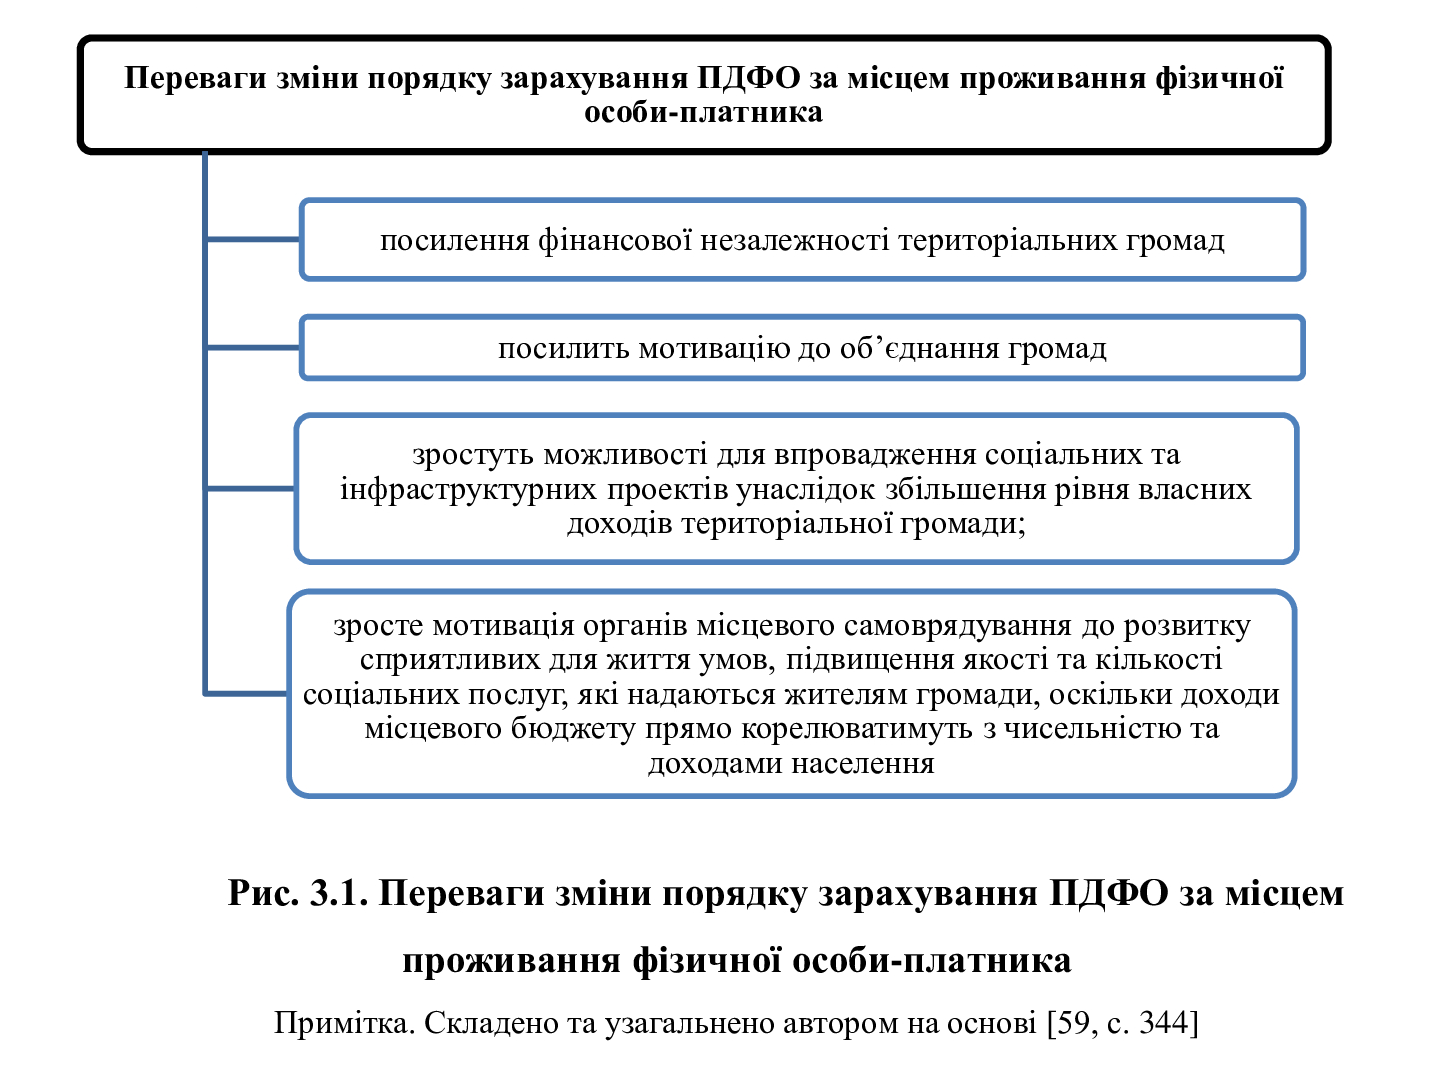 Переваги зміни порядку зарахування ПДФО за місцем проживання фізичної
особи-платника
посилення фінансової незалежності територіальних громад
посилить мотивацію до об’єднання громад
зростуть можливості для впровадження соціальних та
інфраструктурних проектів унаслідок збільшення рівня власних
доходів територіальної громади;
зросте мотивація органів місцевого самоврядування до розвитку
сприятливих для життя умов, підвищення якості та кількості
соціальних послуг, які надаються жителям громади, оскільки доходи
місцевого бюджету прямо корелюватимуть з чисельністю та
доходами населення
Рис. 3.1. Переваги зміни порядку зарахування ПДФО за місцем
проживання фізичної особи-платника
Примітка. Складено та узагальнено автором на основі [59, с. 344]